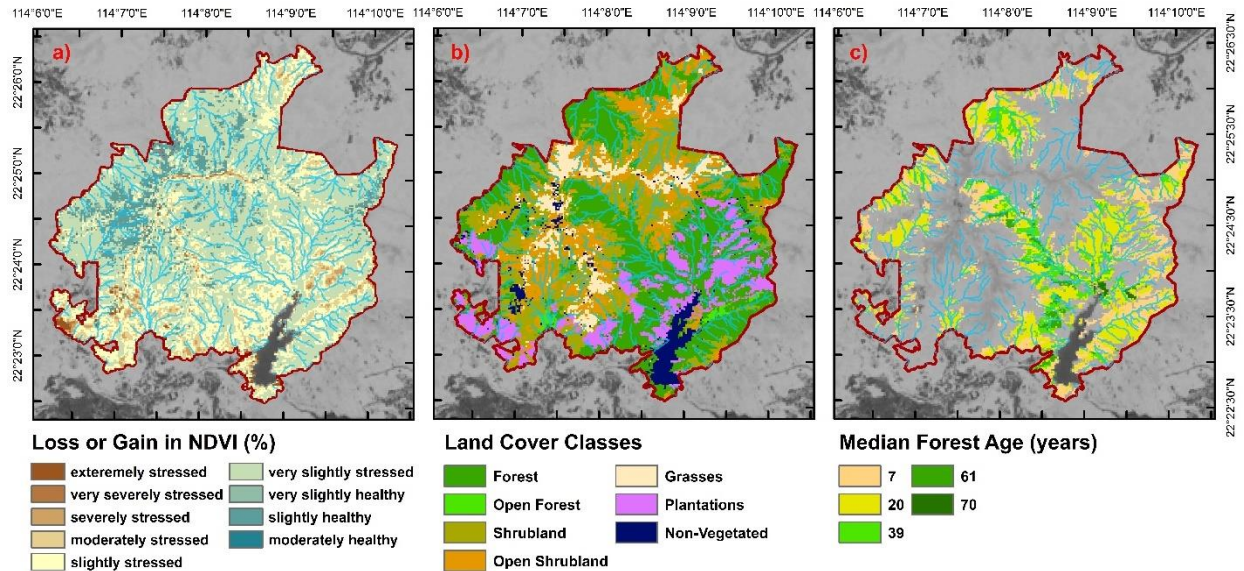 114°6'0"E 114°7'0"E 114°8'0"E 114°9'0"E 114°10'0"E
114°6'0"E 114°7'0"E 114°8'0"E 114°9'0"E 114°10'0"E
114°7'0"E 114°8'0"E 114°9'0"E 114°10'0"E
a)
b)
c)
22°26'0"N
22°25'0"N
22°24'0"N
22°23'0"N
22°25'30"N
22°24'30"N
22°23'30"N
22°22'30"N
Loss or Gain in NDVI (%)
exteremely stressed
very severely stressed
severely stressed
moderately stressed
slightly stressed
very slightly stressed
very slightly healthy
slightly healthy
moderately healthy
Land Cover Classes
Forest
Open Forest
Shrubland
Open Shrubland
Grasses
Plantations
Non-Vegetated
Median Forest Age (years)
7
20
39
61
70